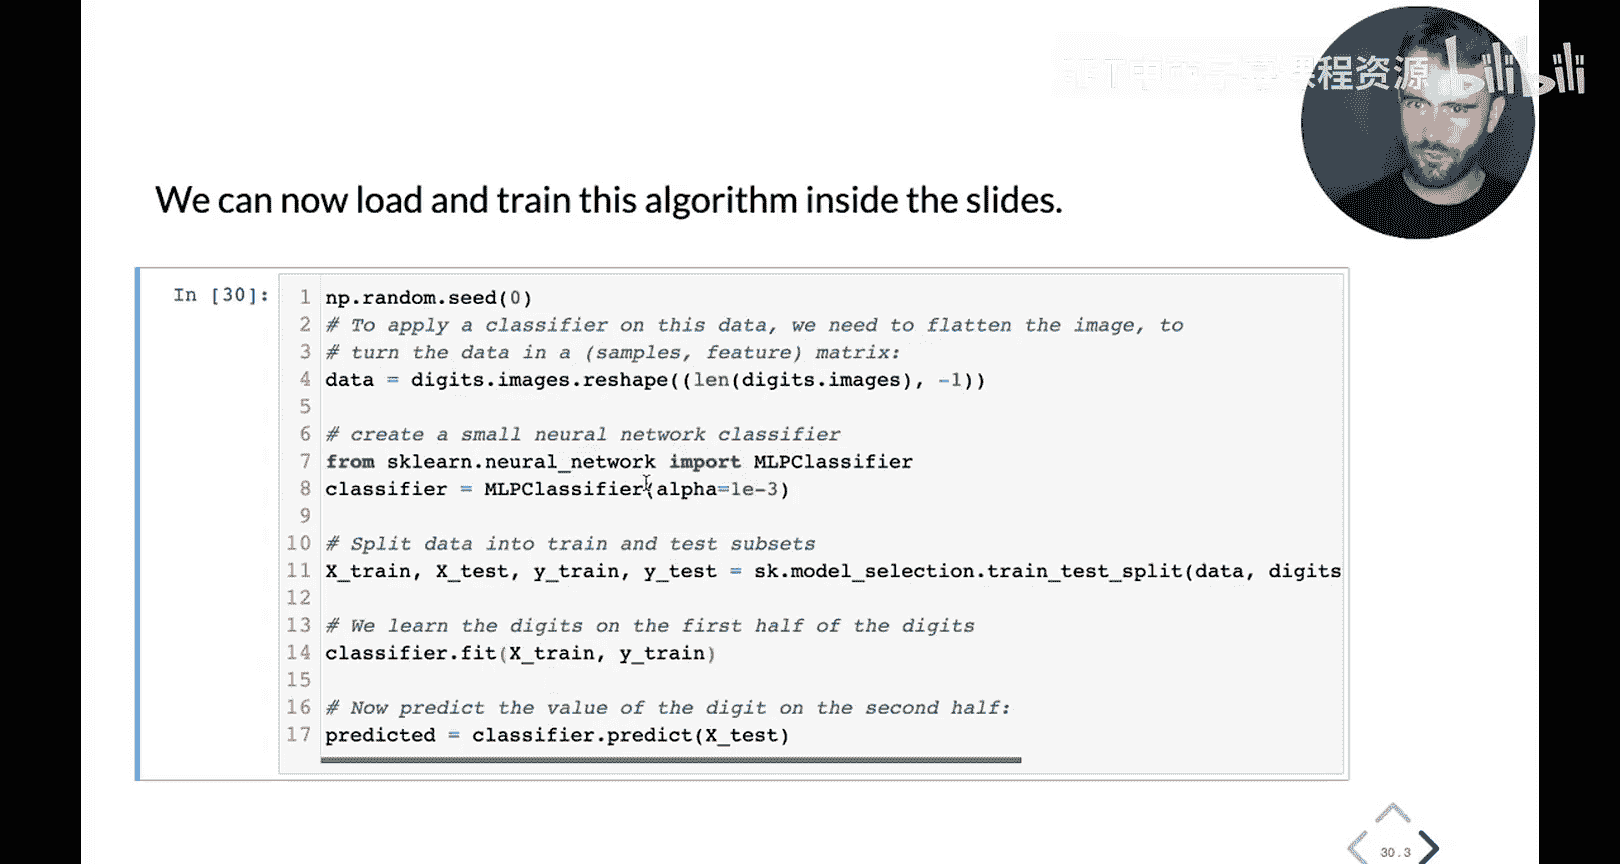 课程资源 bilibili
We can now load and train this algorithm inside the slides.
In [30]:
1 np.random.seed(0)
2 # To apply a classifier on this data, we need to flatten the image, to
3 # turn the data in a (samples, feature) matrix:
4 data = digits.images.reshape((len(digits.images), -1))
5
6 # create a small neural network classifier
7 from sklearn.neural_network import MLPClassifier
8 classifier = MLPClassifier(alpha=1e-3)
9
10 # Split data into train and test subsets
11 X_train, X_test, y_train, y_test = sk.model_selection.train_test_split(data, digits
12
13 # We learn the digits on the first half of the digits
14 classifier.fit(X_train, y_train)
15
16 # Now predict the value of the digit on the second half:
17 predicted = classifier.predict(X_test)
30.3